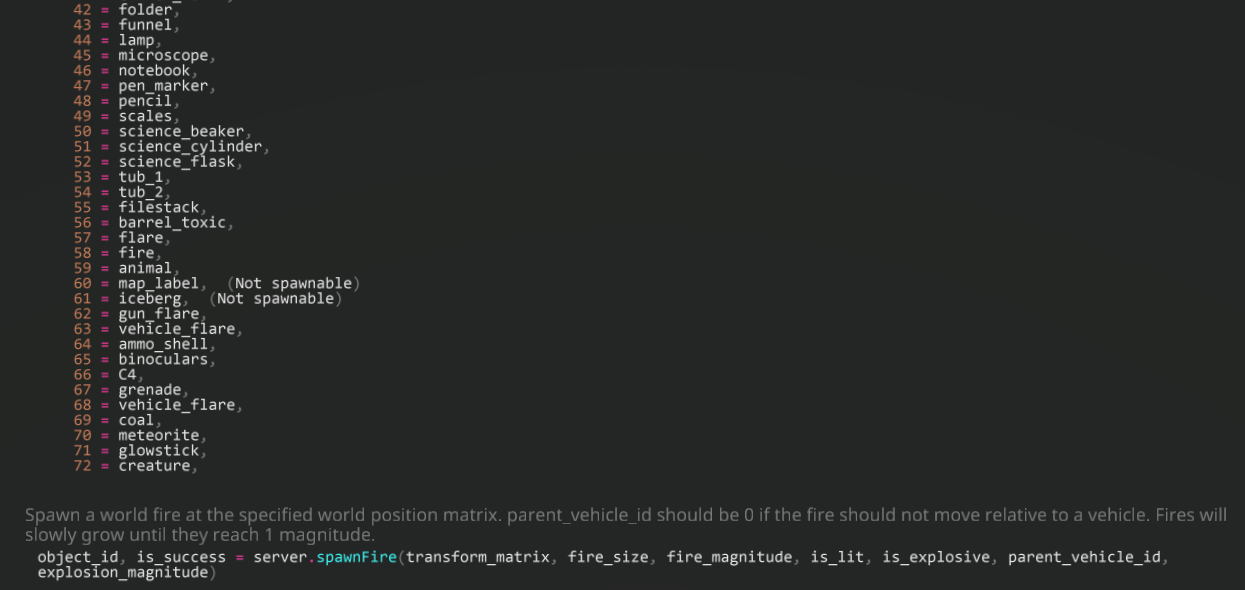 42 = folder,
43 = funnel,
44 = lamp,
45 = microscope,
46 = notebook,
47 = pen_marker,
48 = pencil,
49 = scales,
50 = science_beaker,
51 = science_cylinder,
52 = science_flask,
53 = tub_1,
54 = tub_2,
55 = filestack,
56 = barrel_toxic,
57 = flare,
58 = fire,
59 = animal,
60 = map_label,  (Not spawnable)
61 = iceberg,  (Not spawnable)
62 = gun_flare,
63 = vehicle_flare,
64 = ammo_shell,
65 = binoculars,
66 = C4,
67 = grenade,
68 = vehicle_flare,
69 = coal,
70 = meteorite,
71 = glowstick,
72 = creature,
Spawn a world fire at the specified world position matrix. parent_vehicle_id should be 0 if the fire should not move relative to a vehicle. Fires will
slowly grow until they reach 1 magnitude.
object_id, is_success = server.spawnFire(transform_matrix, fire_size, fire_magnitude, is_lit, is_explosive, parent_vehicle_id,
explosion_magnitude)